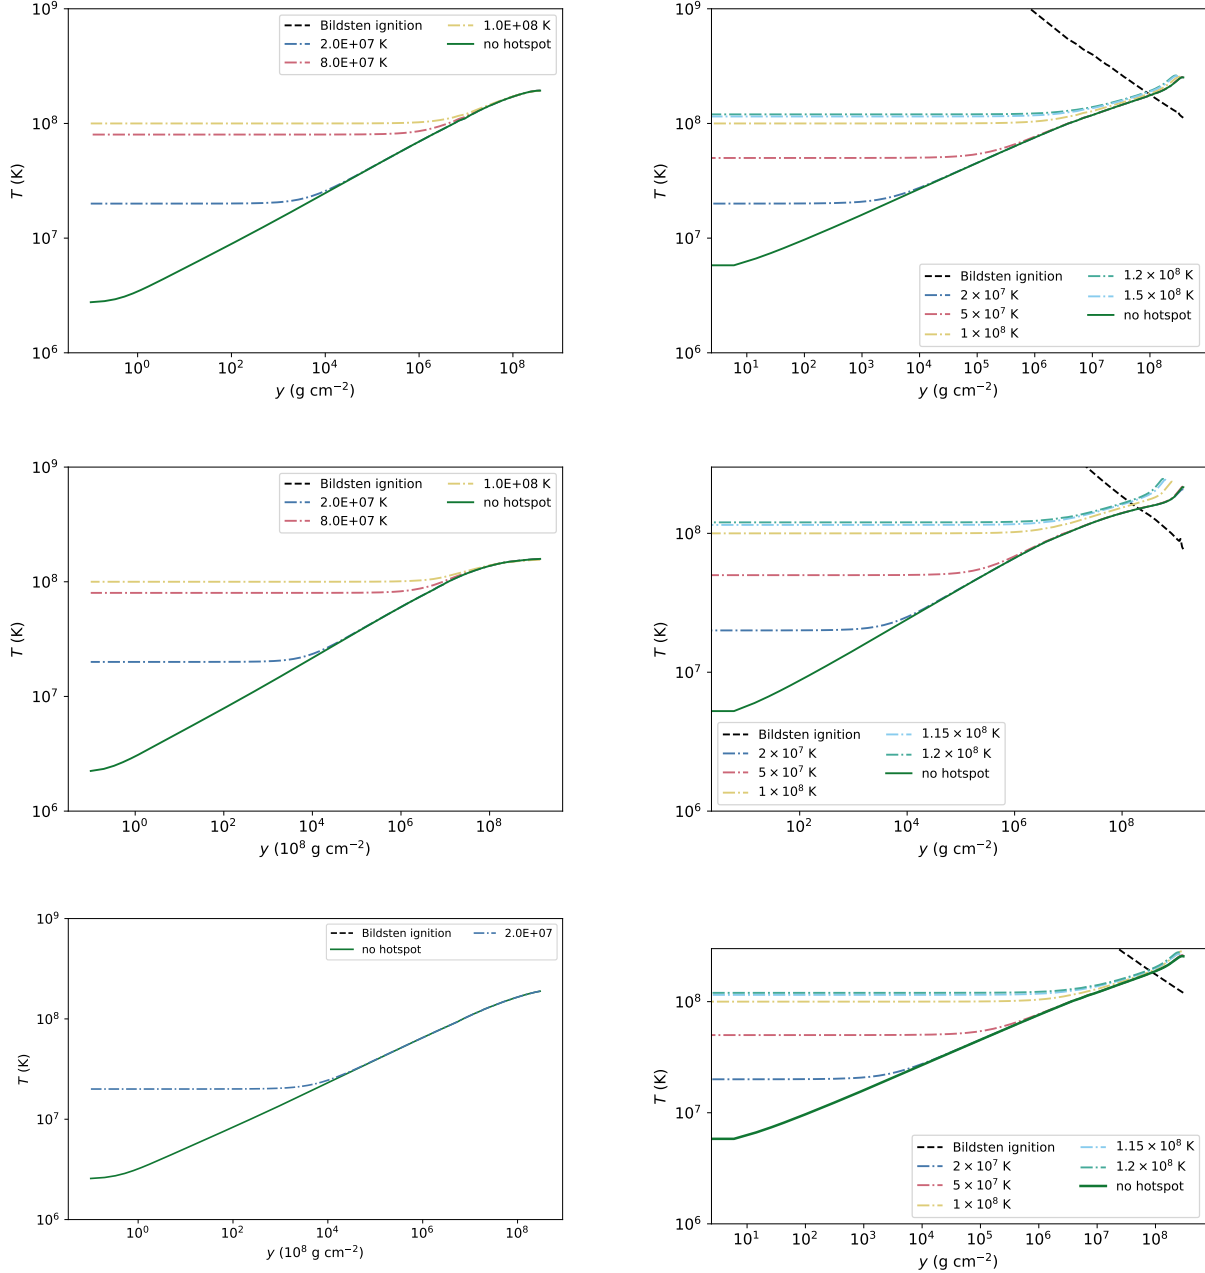 10⁹
10⁸
10⁷
10⁶
T (K)
Bildsten ignition
2.0E+07 K
8.0E+07 K
1.0E+08 K
no hotspot
10⁰ 10² 10⁴ 10⁶ 10⁸
y (g cm⁻²)
10⁹
10⁸
10⁷
10⁶
T (K)
Bildsten ignition
2 × 10⁷ K
5 × 10⁷ K
1 × 10⁸ K
1.2 × 10⁸ K
1.5 × 10⁸ K
no hotspot
10¹ 10² 10³ 10⁴ 10⁵ 10⁶ 10⁷ 10⁸
y (g cm⁻²)
10⁹
10⁸
10⁷
10⁶
T (K)
Bildsten ignition
2.0E+07 K
8.0E+07 K
1.0E+08 K
no hotspot
10⁰ 10² 10⁴ 10⁶ 10⁸
y (10⁸ g cm⁻²)
10⁸
10⁷
10⁶
T (K)
Bildsten ignition
2 × 10⁷ K
5 × 10⁷ K
1 × 10⁸ K
1.15 × 10⁸ K
1.2 × 10⁸ K
no hotspot
10² 10⁴ 10⁶ 10⁸
y (g cm⁻²)
10⁹
10⁸
10⁷
10⁶
T (K)
Bildsten ignition
no hotspot
2.0E+07
10⁰ 10² 10⁴ 10⁶ 10⁸
y (10⁸ g cm⁻²)
10⁸
10⁷
10⁶
T (K)
Bildsten ignition
2 × 10⁷ K
5 × 10⁷ K
1 × 10⁸ K
1.15 × 10⁸ K
1.2 × 10⁸ K
no hotspot
10¹ 10² 10³ 10⁴ 10⁵ 10⁶ 10⁷ 10⁸
y (g cm⁻²)